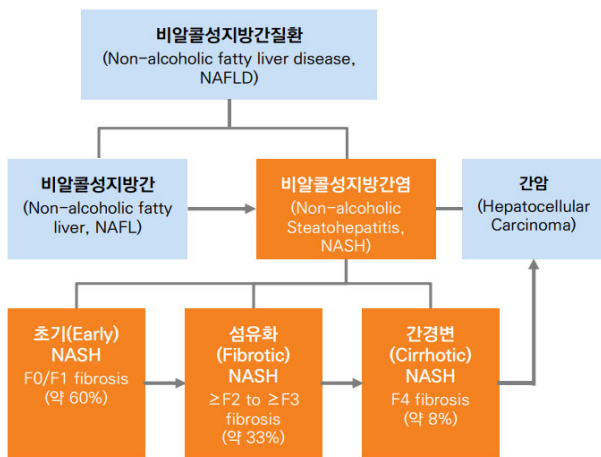 비알콜성지방간질환
(Non-alcoholic fatty liver disease,
NAFLD)
비알콜성지방간
(Non-alcoholic fatty
liver, NAFL)
비알콜성지방간염
(Non-alcoholic
Steatohepatitis,
NASH)
간암
(Hepatocellular
Carcinoma)
초기(Early)
NASH
F0/F1 fibrosis
(약 60%)
섬유화
(Fibrotic)
NASH
≥F2 to ≥F3
fibrosis
(약 33%)
간경변
(Cirrhotic)
NASH
F4 fibrosis
(약 8%)